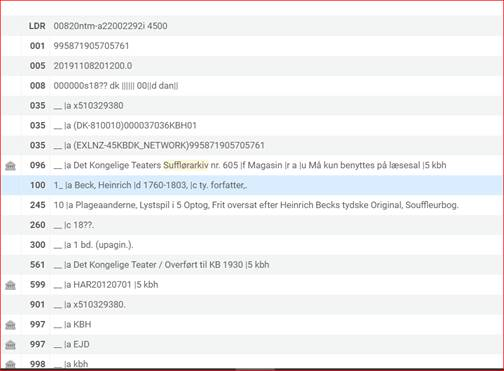 LDR 00820ntm-a22002292i 4500
001 995871905705761
005 20191108201200.0
008 000000s18?? dk |||||| 00||d dan||
035 __ |a x510329380
035 __ |a (DK-810010)000037036KBH01
035 __ |a (EXLNZ-45KBDK_NETWORK)995871905705761
096 __ |a Det Kongelige Teaters Sufflørarkiv nr. 605 |f Magasin |r a |u Må kun benyttes på læsesal |5 kbh
100 1_ |a Beck, Heinrich |d 1760-1803, |c ty. forfatter,.
245 10 |a Plageaanderne, Lystspil i 5 Optog, Frit oversat efter Heinrich Becks tydske Original, Souffleurbog.
260 __ |c 18??.
300 __ |a 1 bd. (upagin.).
561 __ |a Det Kongelige Teater / Overført til KB 1930 |5 kbh
599 __ |a HAR20120701 |5 kbh
901 __ |a x510329380.
997 __ |a KBH
997 __ |a EJD
998 __ |a kbh